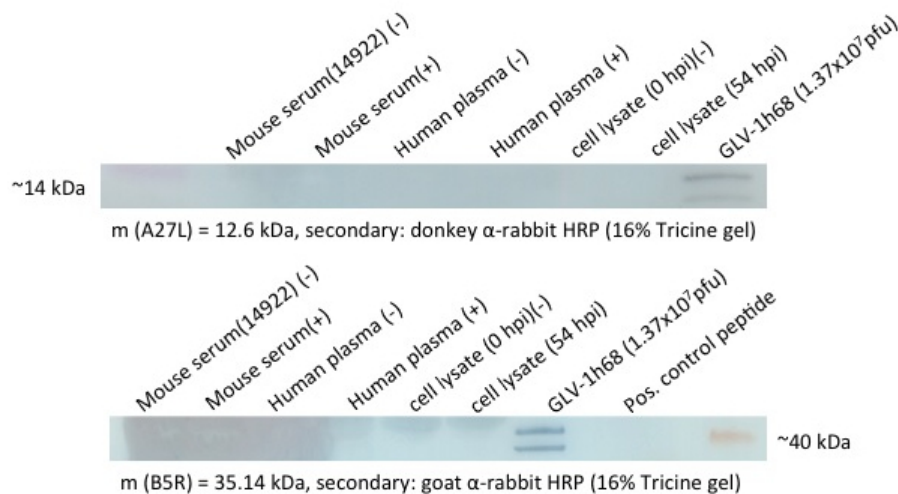 Mouse serum(14922) (-)
Mouse serum(+)
Human plasma (-)
Human plasma (+)
cell lysate (0 hpi)(-)
cell lysate (54 hpi)
GLV-1h68 (1.37x10⁷pfu)
~14 kDa
m (A27L) = 12.6 kDa, secondary: donkey α-rabbit HRP (16% Tricine gel)
Mouse serum(14922) (-)
Mouse serum(+)
Human plasma (-)
Human plasma (+)
cell lysate (0 hpi)(-)
cell lysate (54 hpi)
GLV-1h68 (1.37x10⁷pfu)
Pos. control peptide
~40 kDa
m (B5R) = 35.14 kDa, secondary: goat α-rabbit HRP (16% Tricine gel)